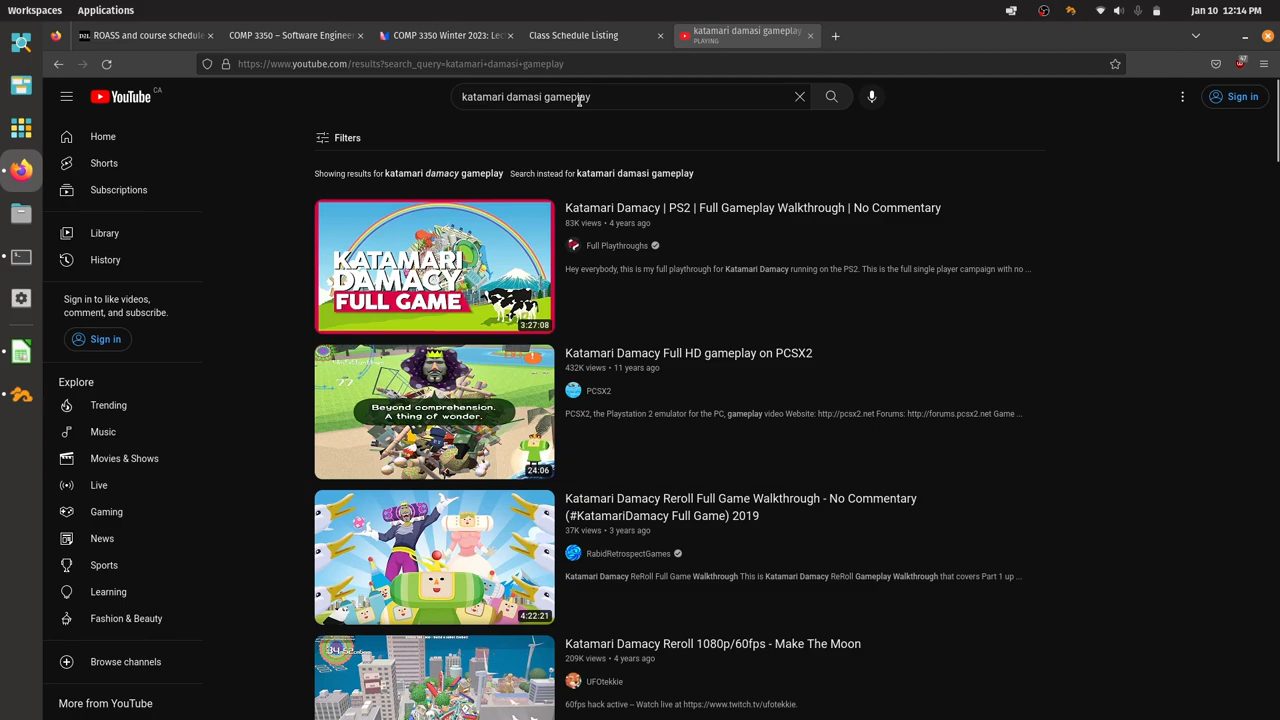 Workspaces Applications Jan 10 12:14 PM
D2L ROASS and course schedule
COMP 3350 – Software Enginee
COMP 3350 Winter 2023: Lec
Class Schedule Listing
katamari damasi gameplay
PLAYING
https://www.youtube.com/results?search_query=katamari+damasi+gameplay
47
YouTube CA
katamari damasi gameplay
Sign in
Home
Shorts
Subscriptions
Library
History
Sign in to like videos,
comment, and subscribe.
Sign in
Explore
Trending
Music
Movies & Shows
Live
Gaming
News
Sports
Learning
Fashion & Beauty
Browse channels
More from YouTube
Filters
Showing results for katamari damacy gameplay Search instead for katamari damasi gameplay
KATAMARI
DAMACY
FULL GAME
3:27:08
Katamari Damacy | PS2 | Full Gameplay Walkthrough | No Commentary
83K views • 4 years ago
Full Playthroughs
Hey everybody, this is my full playthrough for Katamari Damacy running on the PS2. This is the full single player campaign with no ...
77
Beyond comprehension.
A thing of wonder.
24:06
Katamari Damacy Full HD gameplay on PCSX2
432K views • 11 years ago
PCSX2
PCSX2, the Playstation 2 emulator for the PC, gameplay video Website: http://pcsx2.net Forums: http://forums.pcsx2.net Game ...
4:22:21
Katamari Damacy Reroll Full Game Walkthrough - No Commentary
(#KatamariDamacy Full Game) 2019
37K views • 3 years ago
RabidRetrospectGames
Katamari Damacy ReRoll Full Game Walkthrough This is Katamari Damacy ReRoll Gameplay Walkthrough that covers Part 1 up ...
Katamari Damacy Reroll 1080p/60fps - Make The Moon
209K views • 4 years ago
UFOtekkie
60fps hack active -- Watch live at https://www.twitch.tv/ufotekkie.